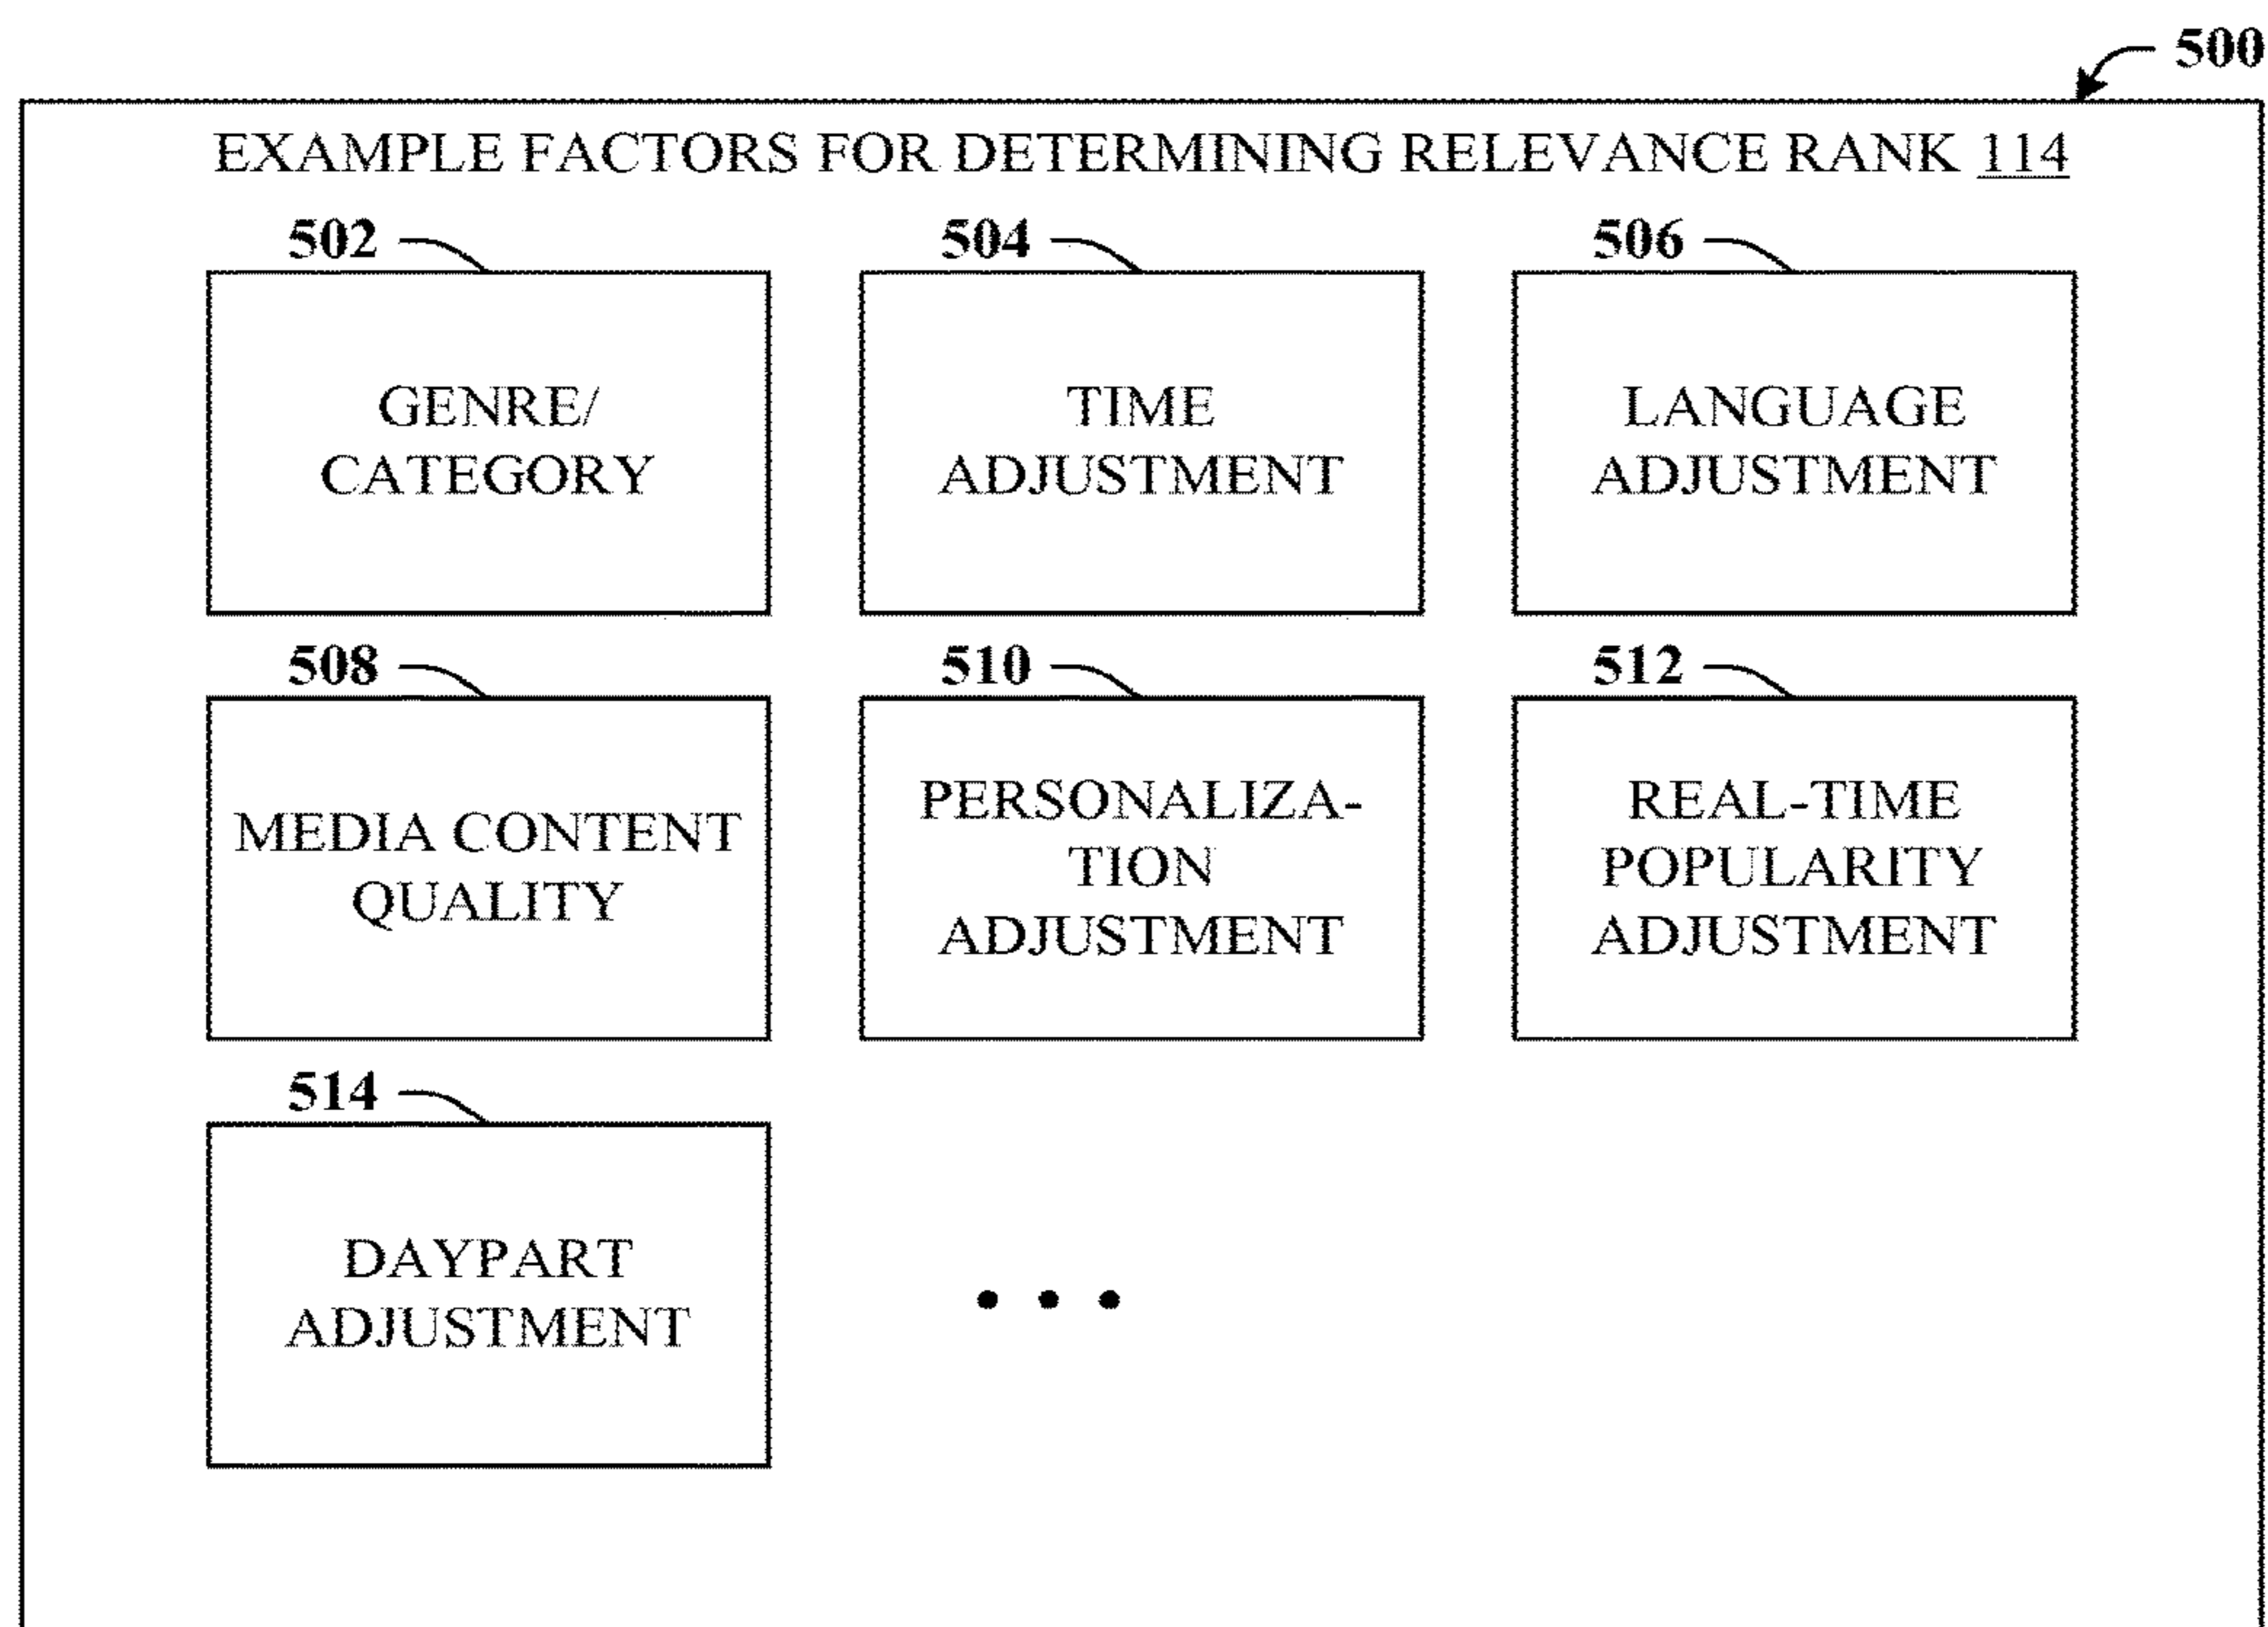 500
EXAMPLE FACTORS FOR DETERMINING RELEVANCE RANK 114
502
504
506
GENRE/
CATEGORY
TIME
ADJUSTMENT
LANGUAGE
ADJUSTMENT
508
510
512
MEDIA CONTENT
QUALITY
PERSONALIZA-
TION
ADJUSTMENT
REAL-TIME
POPULARITY
ADJUSTMENT
514
DAYPART
ADJUSTMENT
• • •